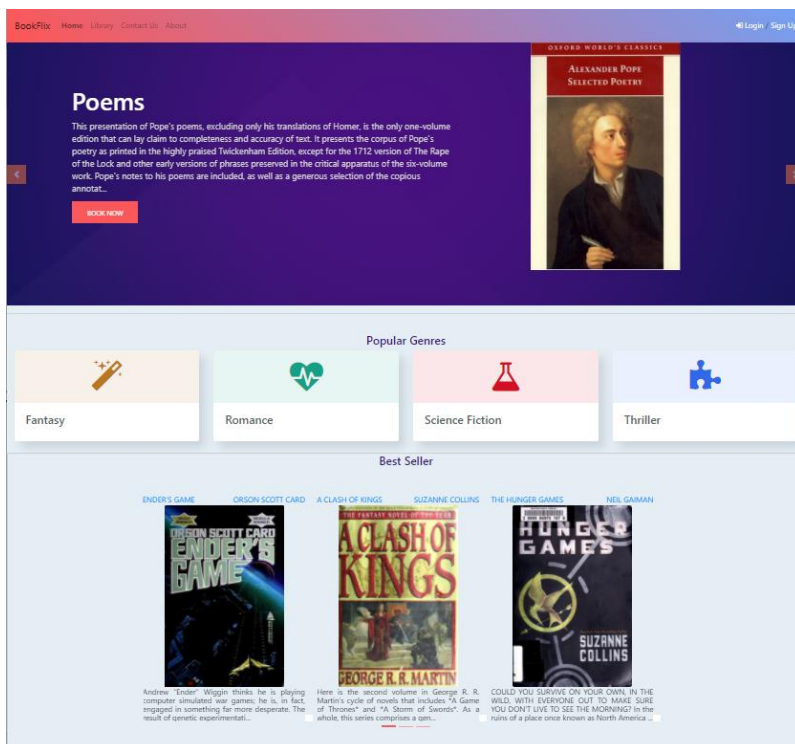 BookFlix Home Library Contact Us About Login / Sign Up
OXFORD WORLD'S CLASSICS
ALEXANDER POPE
SELECTED POETRY
Poems
This presentation of Pope's poems, excluding only his translations of Homer, is the only one-volume
edition that can lay claim to completeness and accuracy of text. It presents the corpus of Pope's
poetry as printed in the highly praised Twickenham Edition, except for the 1712 version of The Rape
of the Lock and other early versions of phrases preserved in the critical apparatus of the six-volume
work. Pope's notes to his poems are included, as well as a generous selection of the copious
annotat...
BOOK NOW
Popular Genres
Fantasy
Romance
Science Fiction
Thriller
Best Seller
ENDER'S GAME ORSON SCOTT CARD
ORSON SCOTT CARD
ENDER'S
GAME
Andrew "Ender" Wiggin thinks he is playing
computer simulated war games; he is, in fact,
engaged in something far more desperate. The
result of genetic experimentati...
A CLASH OF KINGS SUZANNE COLLINS
THE FANTASY NOVEL OF THE YEAR
A CLASH OF
KINGS
GEORGE R. R. MARTIN
Here is the second volume in George R. R.
Martin's cycle of novels that includes "A Game
of Thrones" and "A Storm of Swords". As a
whole, this series comprises a gen...
THE HUNGER GAMES NEIL GAIMAN
HUNGER
GAMES
SUZANNE
COLLINS
COULD YOU SURVIVE ON YOUR OWN, IN THE
WILD, WITH EVERYONE OUT TO MAKE SURE
YOU DON'T LIVE TO SEE THE MORNING? In the
ruins of a place once known as North America ...